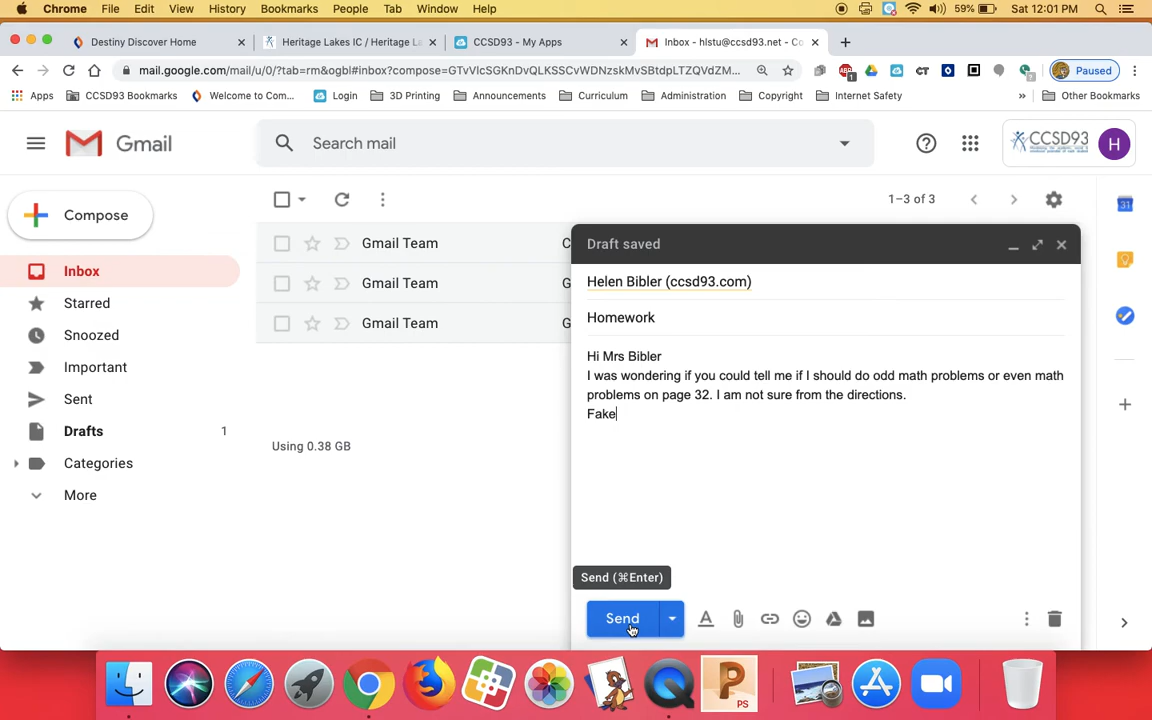 Chrome File Edit View History Bookmarks People Tab Window Help 59% Sat 12:01 PM
Destiny Discover Home
Heritage Lakes IC / Heritage La
CCSD93 - My Apps
Inbox - hlstu@ccsd93.net - Cc
mail.google.com/mail/u/0/?tab=rm&ogbl#inbox?compose=GTvVlcSGKnDvQLKSSCvWDNzskMvSBtdpLTZQVdZM...
Paused
Apps CCSD93 Bookmarks Welcome to Com... Login 3D Printing Announcements Curriculum Administration Copyright Internet Safety » Other Bookmarks
Gmail
Search mail
CCSD93
H
Compose
1–3 of 3
Inbox
Starred
Snoozed
Important
Sent
Drafts 1
Categories
More
Gmail Team C
Gmail Team G
Gmail Team G
Using 0.38 GB
Draft saved
Helen Bibler (ccsd93.com)
Homework
Hi Mrs Bibler
I was wondering if you could tell me if I should do odd math problems or even math
problems on page 32. I am not sure from the directions.
Fake
Send (⌘Enter)
Send
31
PS